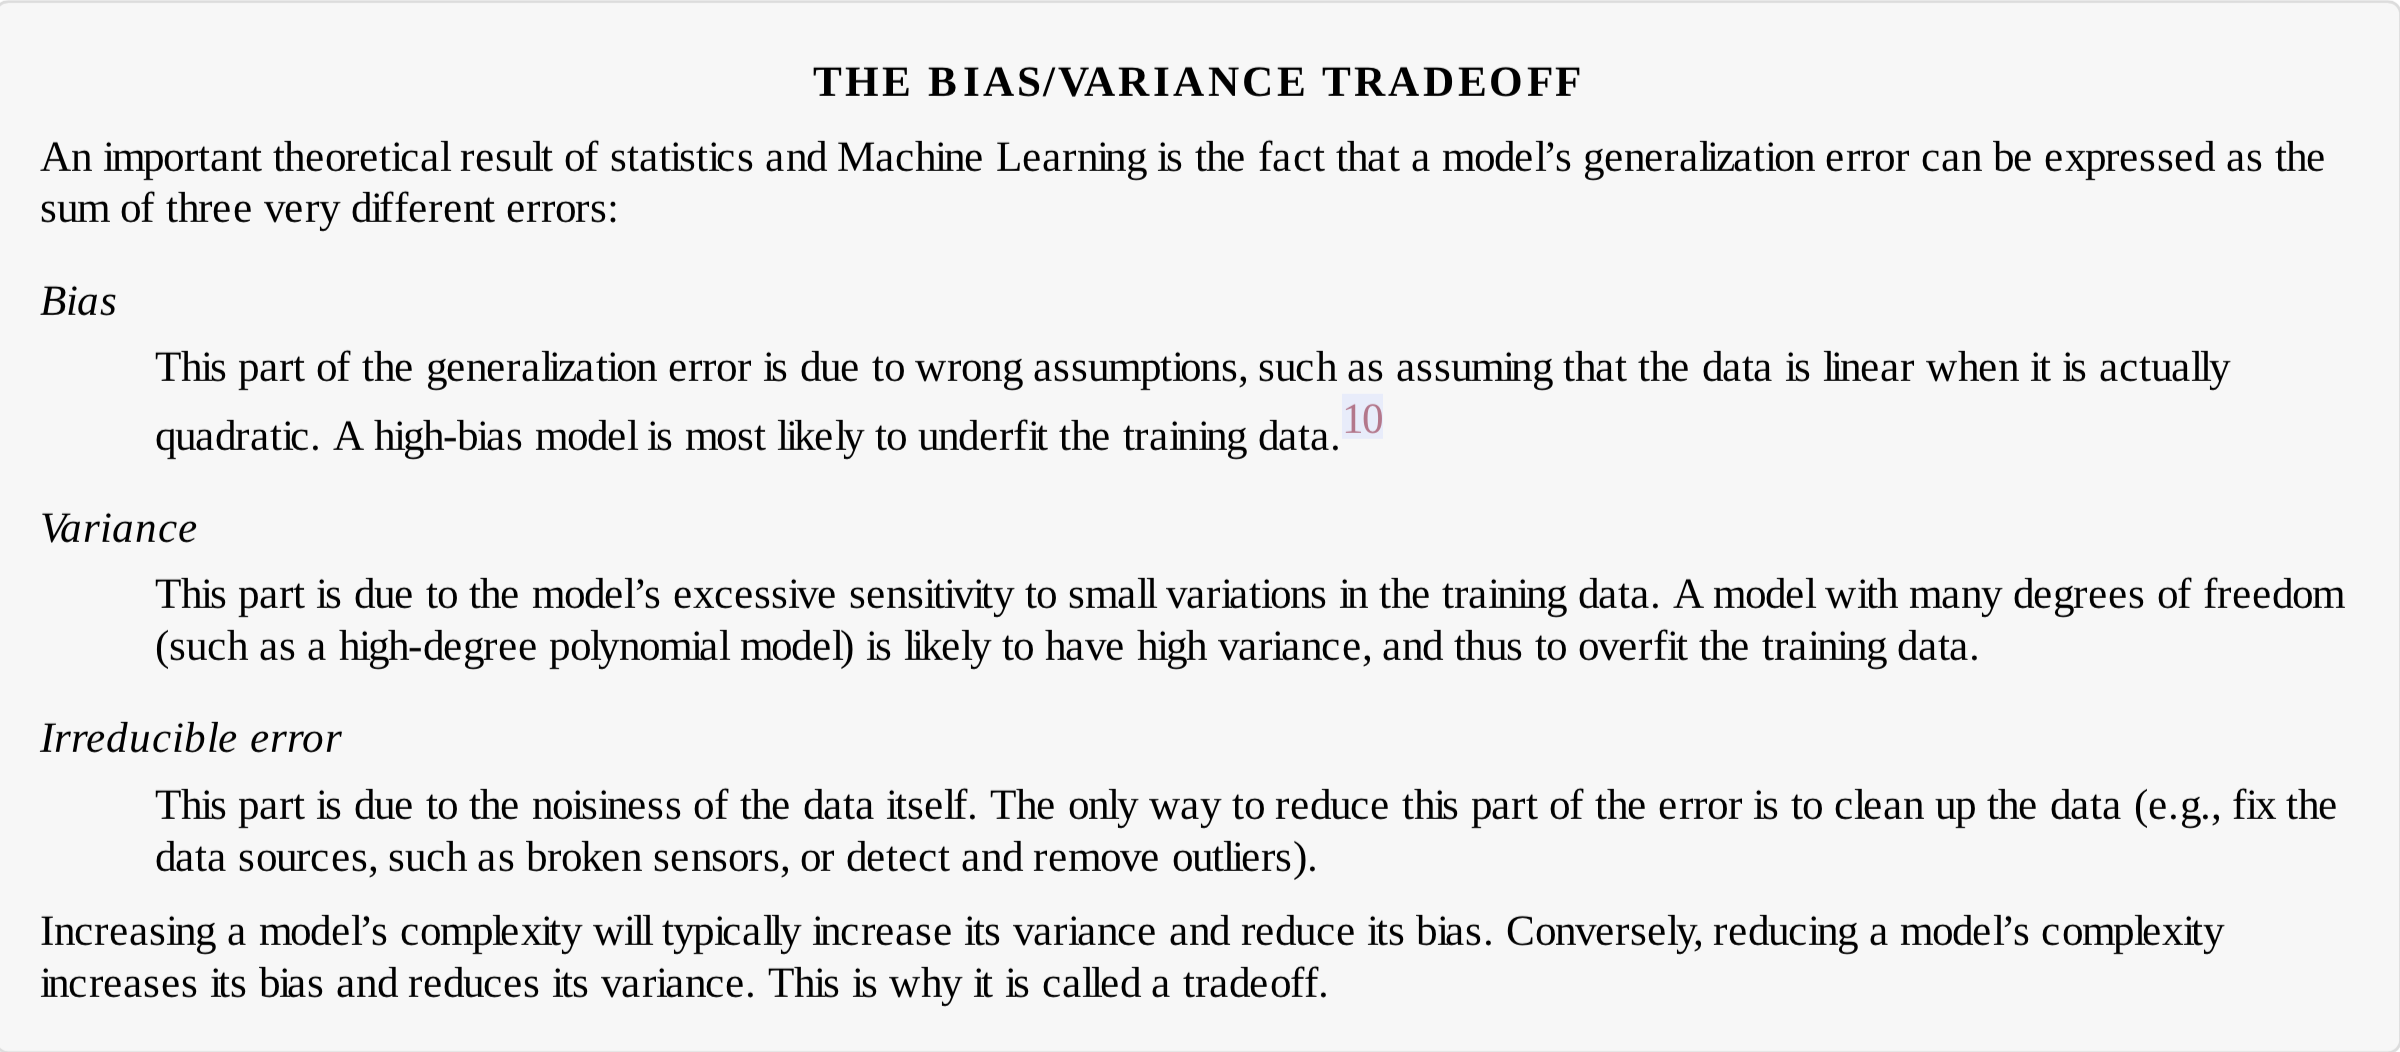 THE BIAS/VARIANCE TRADEOFF
An important theoretical result of statistics and Machine Learning is the fact that a model’s generalization error can be expressed as the
sum of three very different errors:
Bias
This part of the generalization error is due to wrong assumptions, such as assuming that the data is linear when it is actually
quadratic. A high-bias model is most likely to underfit the training data.10
Variance
This part is due to the model’s excessive sensitivity to small variations in the training data. A model with many degrees of freedom
(such as a high-degree polynomial model) is likely to have high variance, and thus to overfit the training data.
Irreducible error
This part is due to the noisiness of the data itself. The only way to reduce this part of the error is to clean up the data (e.g., fix the
data sources, such as broken sensors, or detect and remove outliers).
Increasing a model’s complexity will typically increase its variance and reduce its bias. Conversely, reducing a model’s complexity
increases its bias and reduces its variance. This is why it is called a tradeoff.